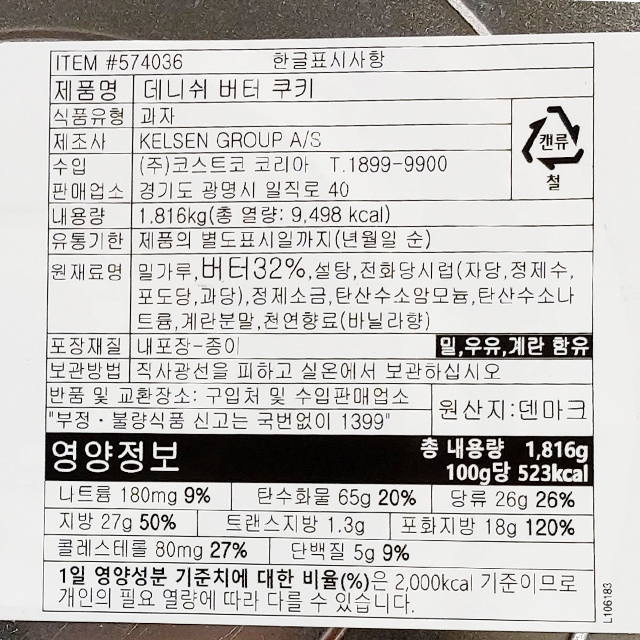 ITEM #574036 한글표시사항
제품명 데니쉬 버터 쿠키
식품유형 과자
제조사 KELSEN GROUP A/S
캔류
철
수입 (주)코스트코 코리아 T.1899-9900
판매업소 경기도 광명시 일직로 40
내용량 1.816kg(총 열량: 9,498 kcal)
유통기한 제품의 별도표시일까지(년월일 순)
원재료명 밀가루,버터32%,설탕,전화당시럽(자당,정제수,
포도당,과당),정제소금,탄산수소암모늄,탄산수소나
트륨,계란분말,천연향료(바닐라향)
포장재질 내포장-종이 밀,우유,계란 함유
보관방법 직사광선을 피하고 실온에서 보관하십시오
반품 및 교환장소: 구입처 및 수입판매업소
"부정·불량식품 신고는 국번없이 1399"
원산지:덴마크
영양정보
총 내용량 1,816g
100g당 523kcal
나트륨 180mg 9% 탄수화물 65g 20% 당류 26g 26%
지방 27g 50% 트랜스지방 1.3g 포화지방 18g 120%
콜레스테롤 80mg 27% 단백질 5g 9%
1일 영양성분 기준치에 대한 비율(%)은 2,000kcal 기준이므로
개인의 필요 열량에 따라 다를 수 있습니다.
L106183